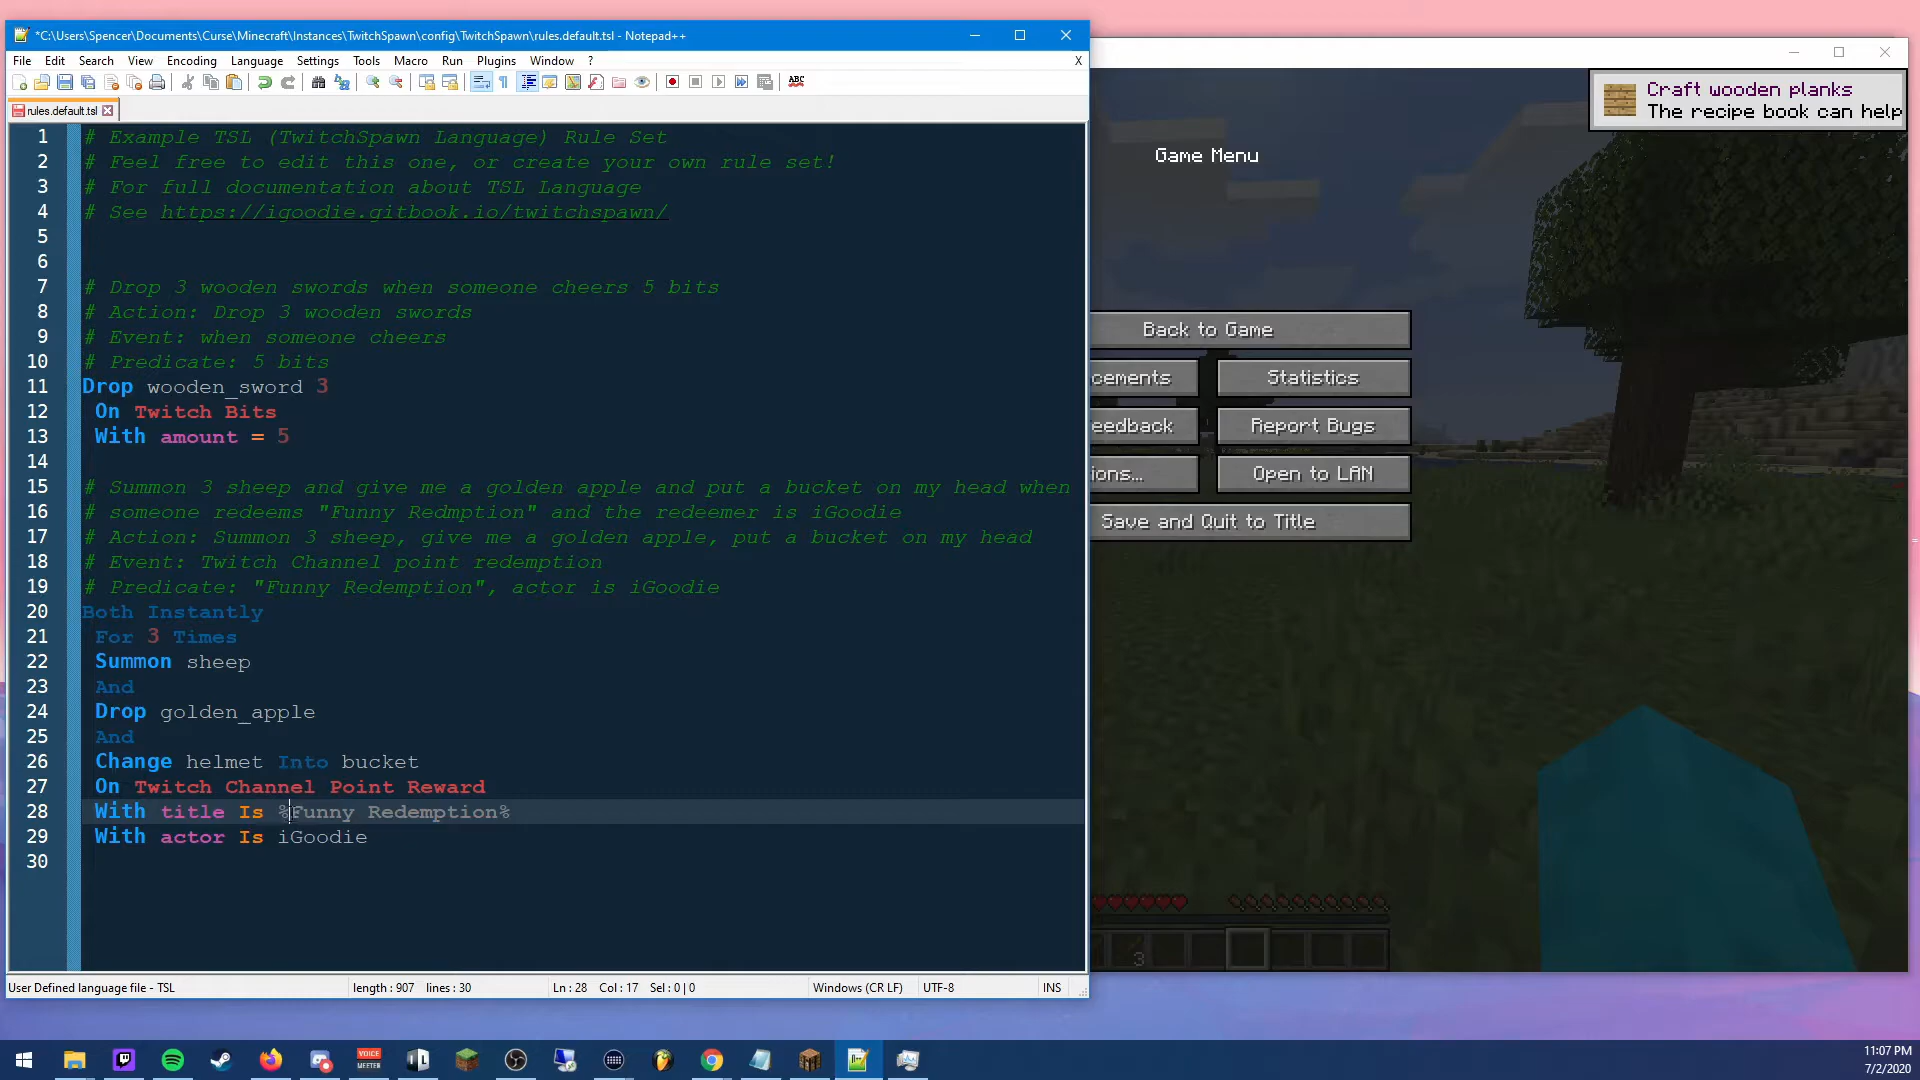 *C:\Users\Spencer\Documents\Curse\Minecraft\Instances\TwitchSpawn\config\TwitchSpawn\rules.default.tsl - Notepad++
File Edit Search View Encoding Language Settings Tools Macro Run Plugins Window ? X
rules.default.tsl
1 # Example TSL (TwitchSpawn Language) Rule Set
2 # Feel free to edit this one, or create your own rule set!
3 # For full documentation about TSL Language
4 # See https://igoodie.gitbook.io/twitchspawn/
5
6
7 # Drop 3 wooden swords when someone cheers 5 bits
8 # Action: Drop 3 wooden swords
9 # Event: when someone cheers
10 # Predicate: 5 bits
11 Drop wooden_sword 3
12 On Twitch Bits
13 With amount = 5
14
15 # Summon 3 sheep and give me a golden apple and put a bucket on my head when
16 # someone redeems "Funny Redmption" and the redeemer is iGoodie
17 # Action: Summon 3 sheep, give me a golden apple, put a bucket on my head
18 # Event: Twitch Channel point redemption
19 # Predicate: "Funny Redemption", actor is iGoodie
20 Both Instantly
21 For 3 Times
22 Summon sheep
23 And
24 Drop golden_apple
25 And
26 Change helmet Into bucket
27 On Twitch Channel Point Reward
28 With title Is %Funny Redemption%
29 With actor Is iGoodie
30
User Defined language file - TSL length : 907 lines : 30 Ln : 28 Col : 17 Sel : 0 | 0 Windows (CR LF) UTF-8 INS
Craft wooden planks
The recipe book can help
Game Menu
Back to Game
cements Statistics
eedback Report Bugs
ions... Open to LAN
Save and Quit to Title
3
ABC
VOICE
MEETER
11:07 PM
7/2/2020